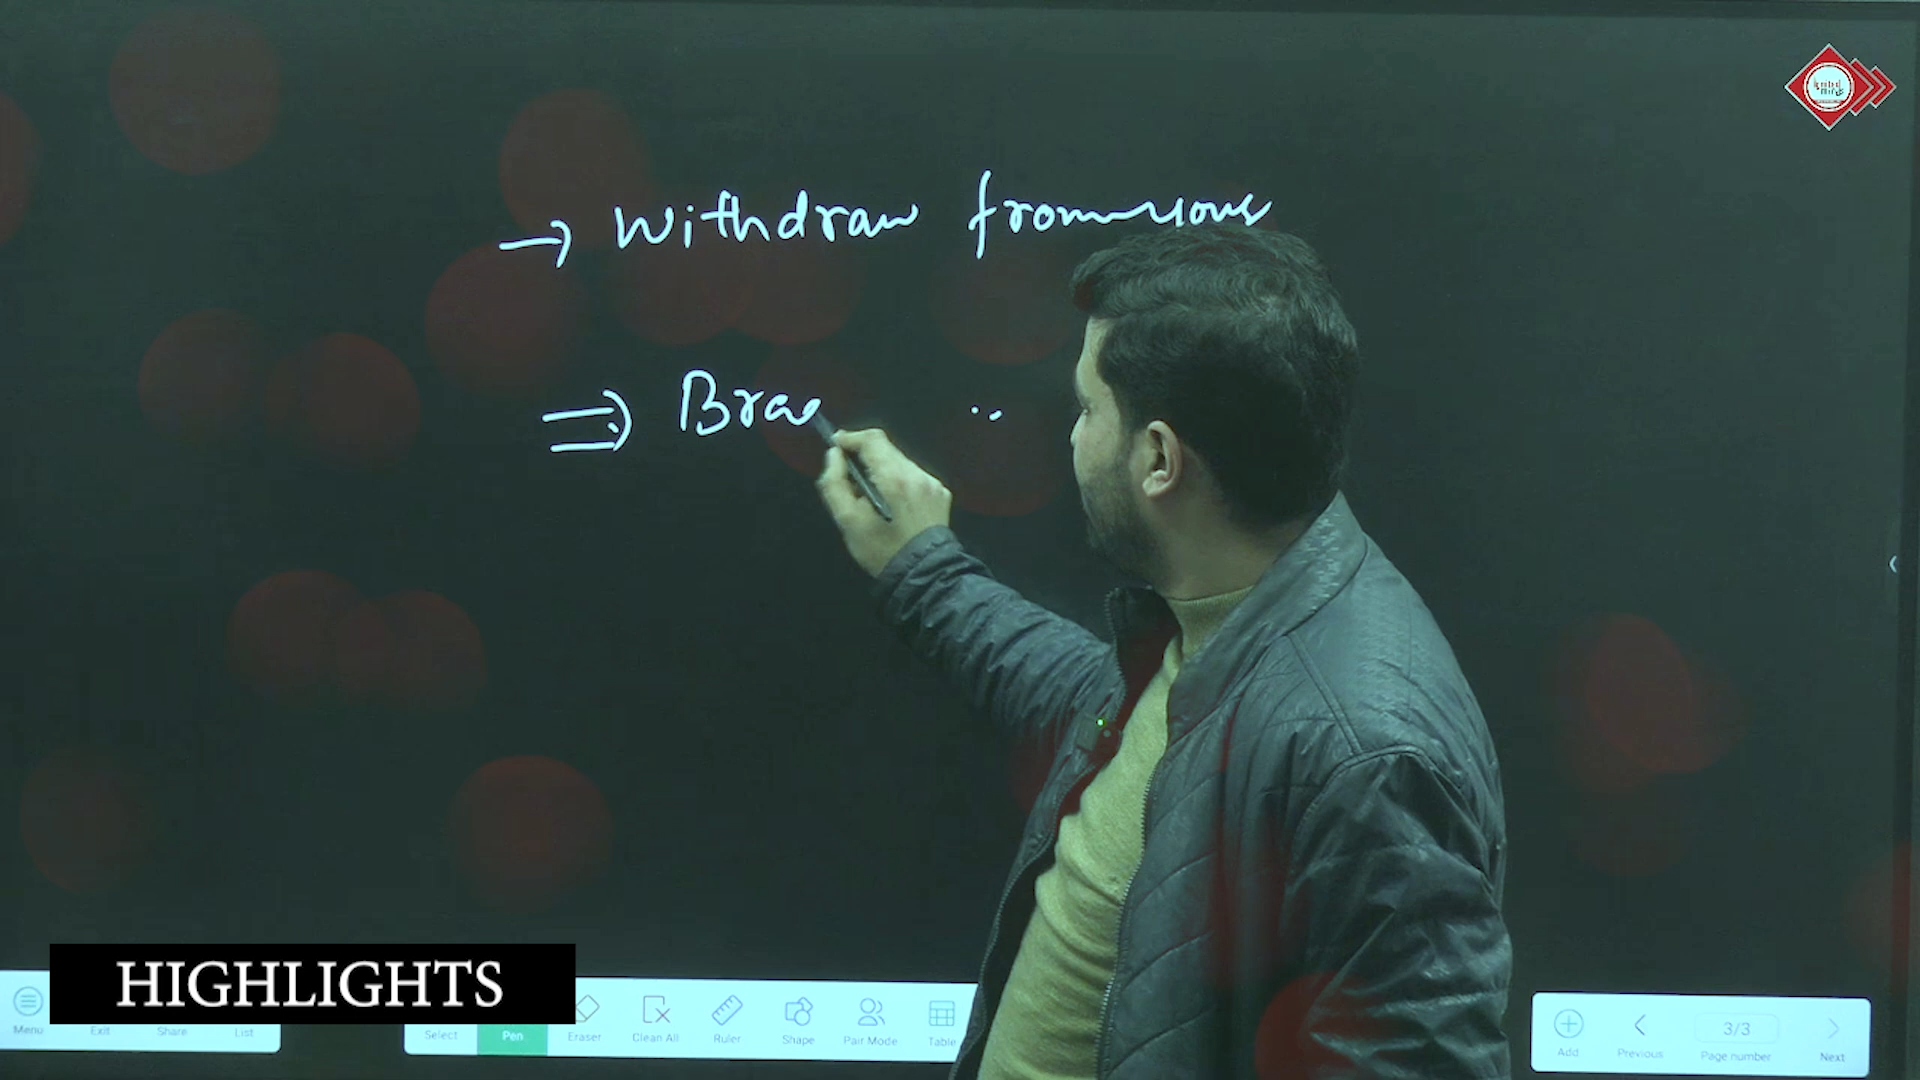 → Withdraw from
⇒ Bra
HIGHLIGHTS
Menu Exit Share List
Select Pen Eraser Clean All Ruler Shape Pair Mode Table
Add Previous 3/3 Page number Next